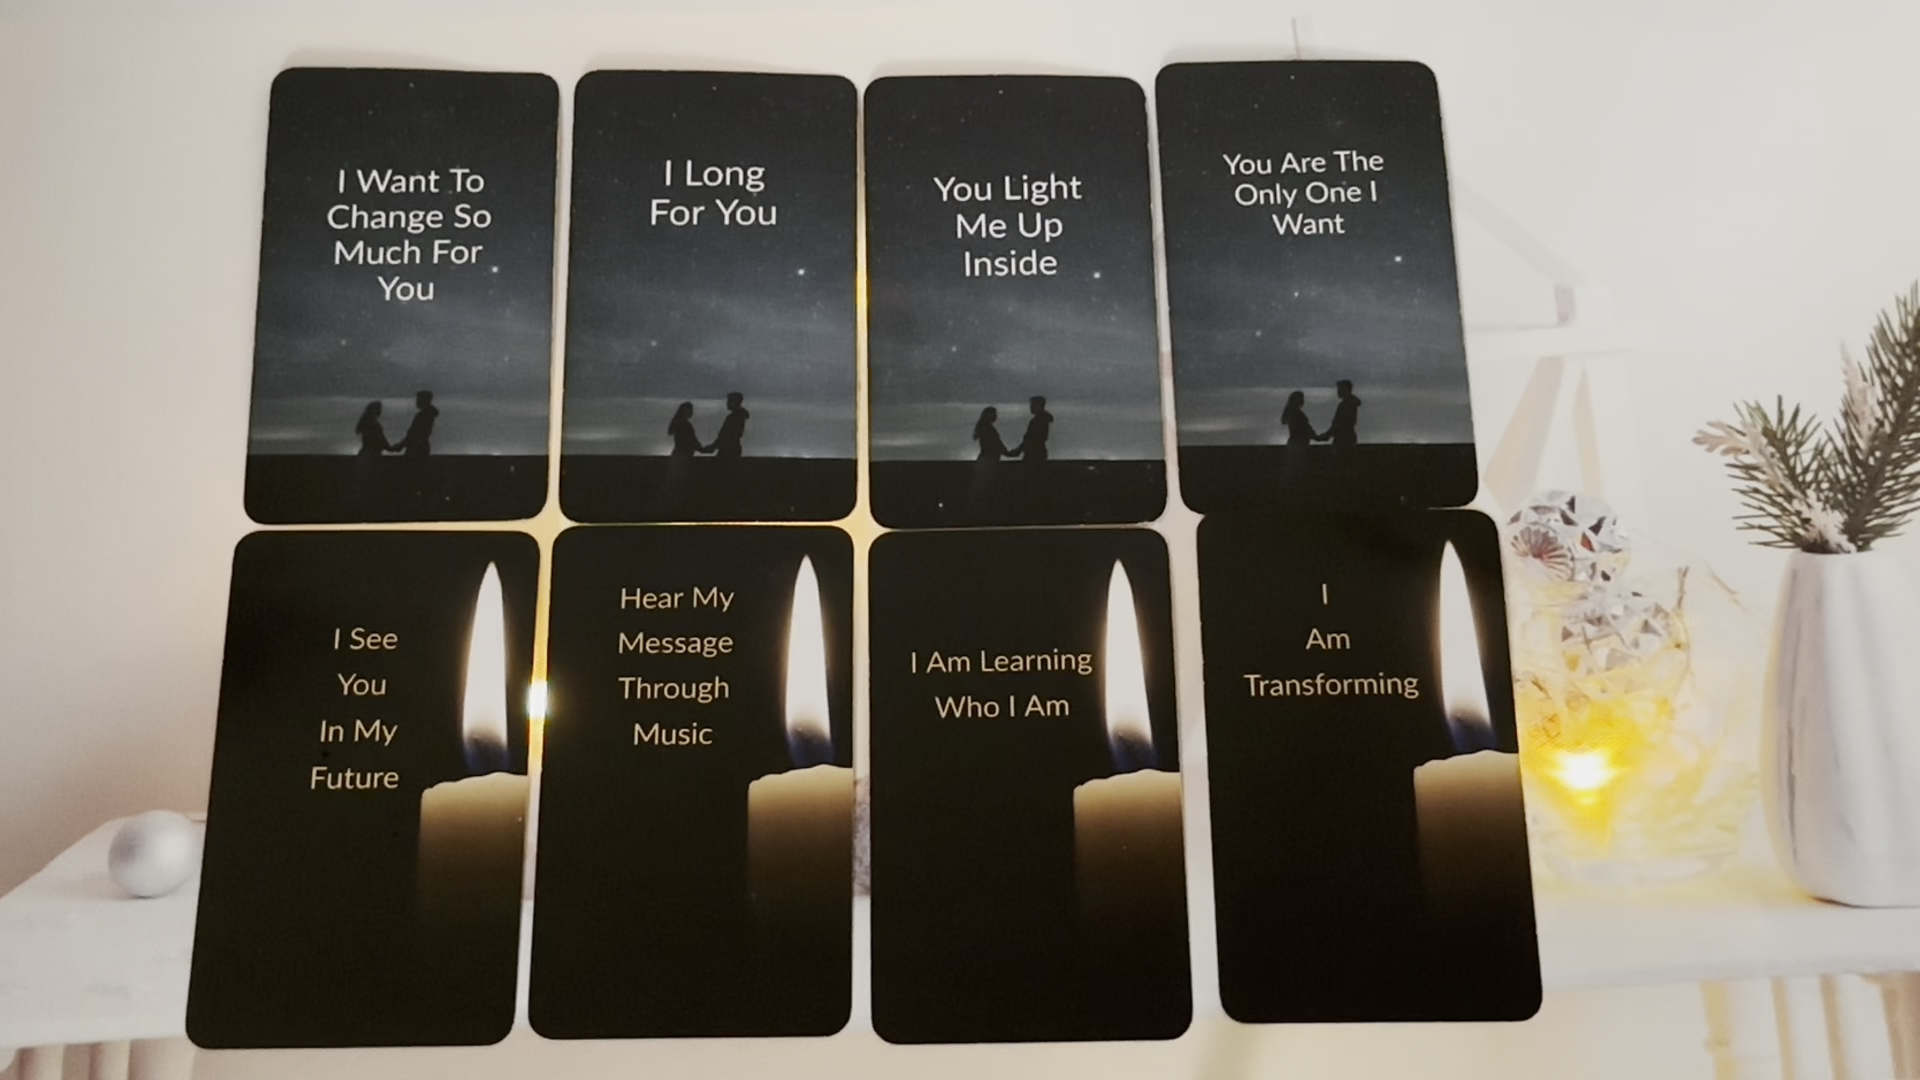 I Want To
Change So
Much For
You
I Long
For You
You Light
Me Up
Inside
You Are The
Only One I
Want
I See
You
In My
Future
Hear My
Message
Through
Music
I Am Learning
Who I Am
I
Am
Transforming